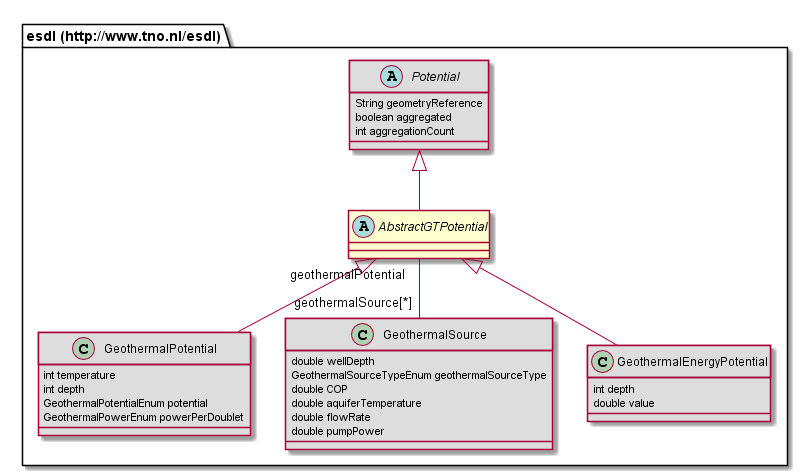 esdl (http://www.tno.nl/esdl)
A Potential
String geometryReference
boolean aggregated
int aggregationCount
A AbstractGTPotential
geothermalPotential
geothermalSource[*]
C GeothermalPotential
int temperature
int depth
GeothermalPotentialEnum potential
GeothermalPowerEnum powerPerDoublet
C GeothermalSource
double wellDepth
GeothermalSourceTypeEnum geothermalSourceType
double COP
double aquiferTemperature
double flowRate
double pumpPower
C GeothermalEnergyPotential
int depth
double value